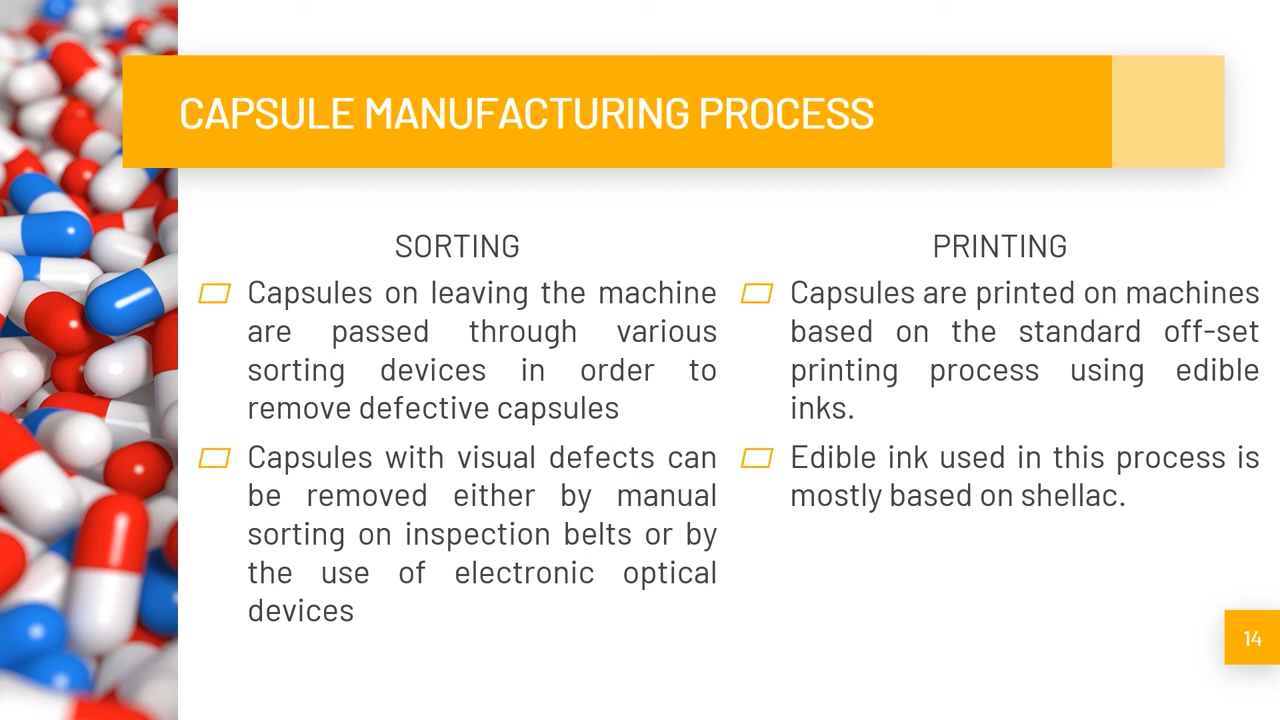 CAPSULE MANUFACTURING PROCESS
SORTING
Capsules on leaving the machine
are passed through various
sorting devices in order to
remove defective capsules
Capsules with visual defects can
be removed either by manual
sorting on inspection belts or by
the use of electronic optical
devices
PRINTING
Capsules are printed on machines
based on the standard off-set
printing process using edible
inks.
Edible ink used in this process is
mostly based on shellac.
14